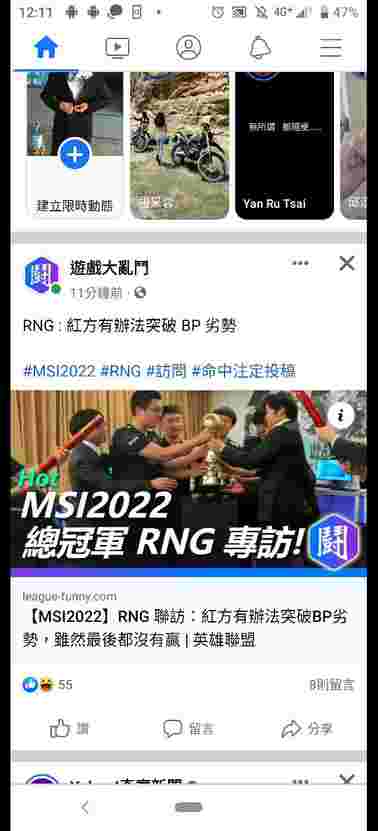 12:11
4G+
47%
建立限時動態
Yan Ru Tsai
遊戲大亂鬥
11分鐘前
RNG : 紅方有辦法突破 BP 劣勢
#MSI2022 #RNG #訪問 #命中注定投稿
Hot
MSI2022
總冠軍 RNG 專訪!
鬪
league-funny.com
【MSI2022】RNG 聯訪：紅方有辦法突破BP劣
勢，雖然最後都沒有贏 | 英雄聯盟
55
8則留言
讚
留言
分享